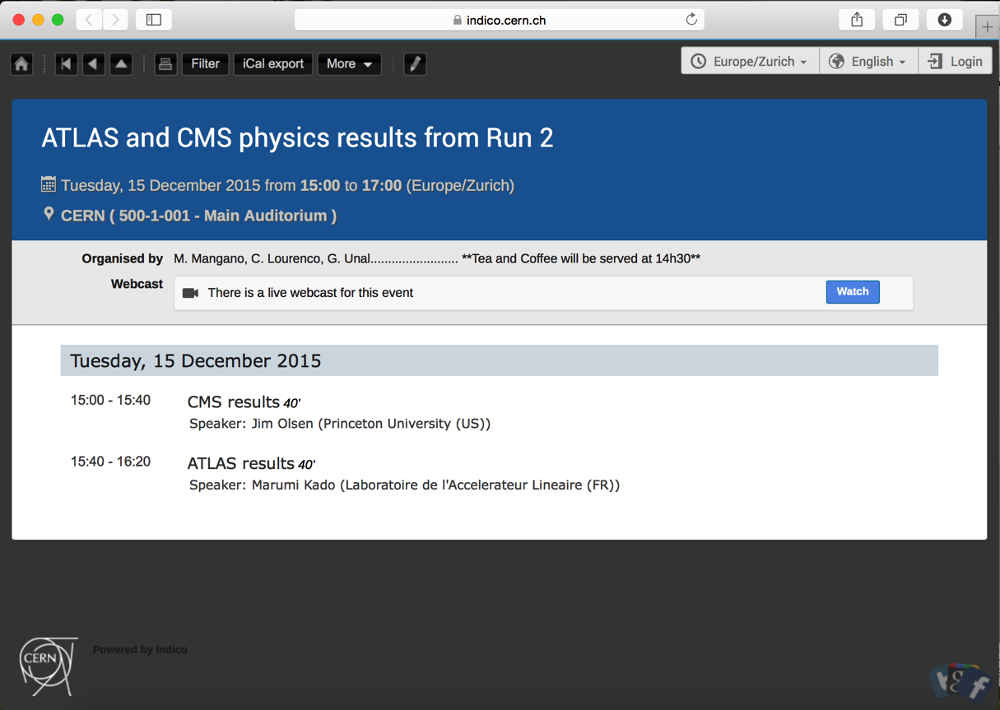 indico.cern.ch
Filter iCal export More Europe/Zurich English Login
ATLAS and CMS physics results from Run 2
Tuesday, 15 December 2015 from 15:00 to 17:00 (Europe/Zurich)
CERN ( 500-1-001 - Main Auditorium )
Organised by M. Mangano, C. Lourenco, G. Unal......................... **Tea and Coffee will be served at 14h30**
Webcast There is a live webcast for this event Watch
Tuesday, 15 December 2015
15:00 - 15:40 CMS results 40'
Speaker: Jim Olsen (Princeton University (US))
15:40 - 16:20 ATLAS results 40'
Speaker: Marumi Kado (Laboratoire de l'Accelerateur Lineaire (FR))
Powered by Indico
CERN
g f